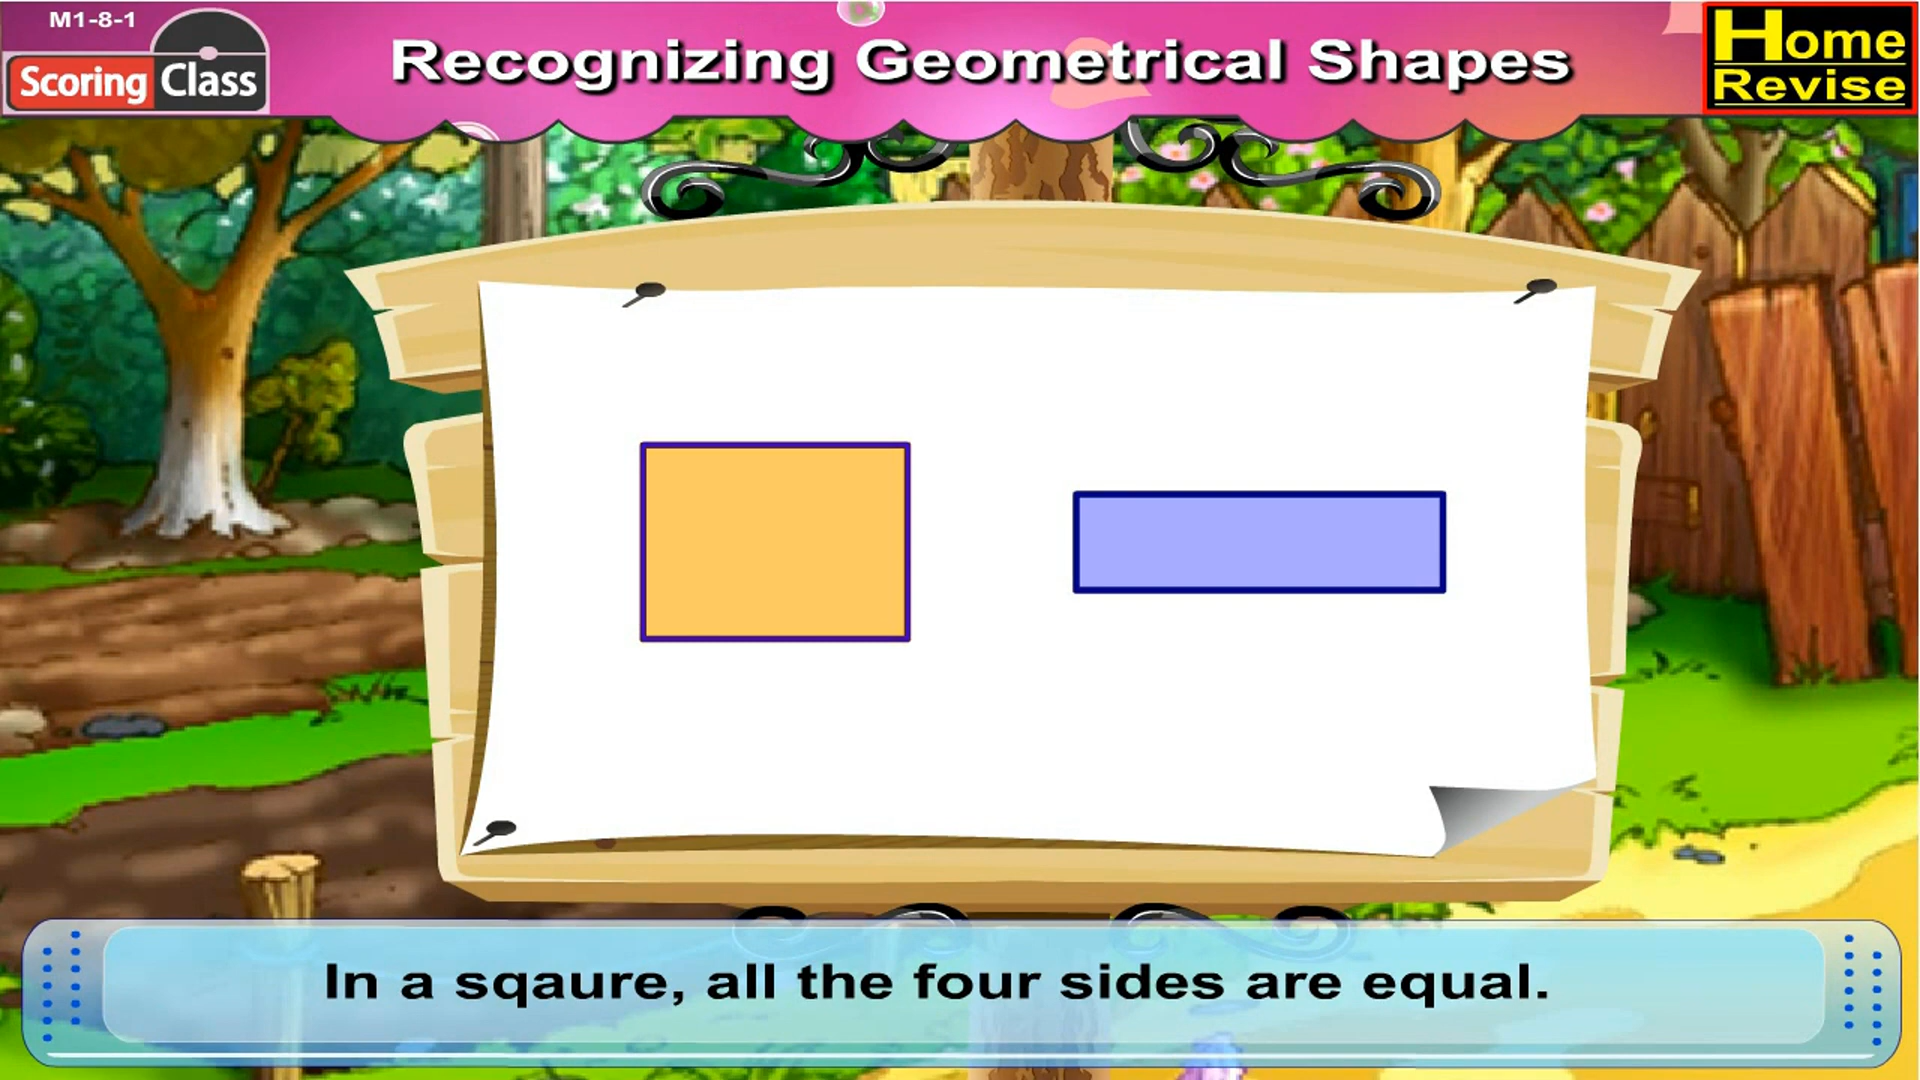 M1-8-1
Scoring Class
Recognizing Geometrical Shapes
Home
Revise
In a sqaure, all the four sides are equal.